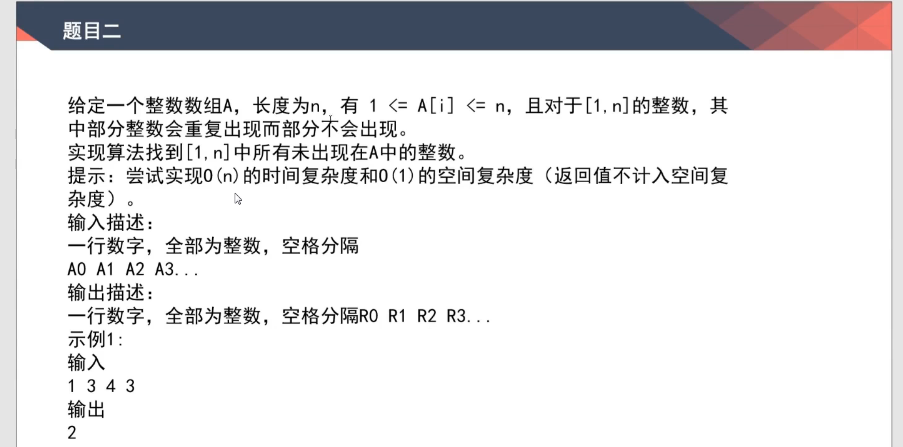 题目二
给定一个整数数组A，长度为n，有 1 <= A[i] <= n，且对于[1,n]的整数，其
中部分整数会重复出现而部分不会出现。
实现算法找到[1,n]中所有未出现在A中的整数。
提示：尝试实现O(n)的时间复杂度和O(1)的空间复杂度（返回值不计入空间复
杂度）。
输入描述：
一行数字，全部为整数，空格分隔
A0 A1 A2 A3...
输出描述：
一行数字，全部为整数，空格分隔R0 R1 R2 R3...
示例1:
输入
1 3 4 3
输出
2